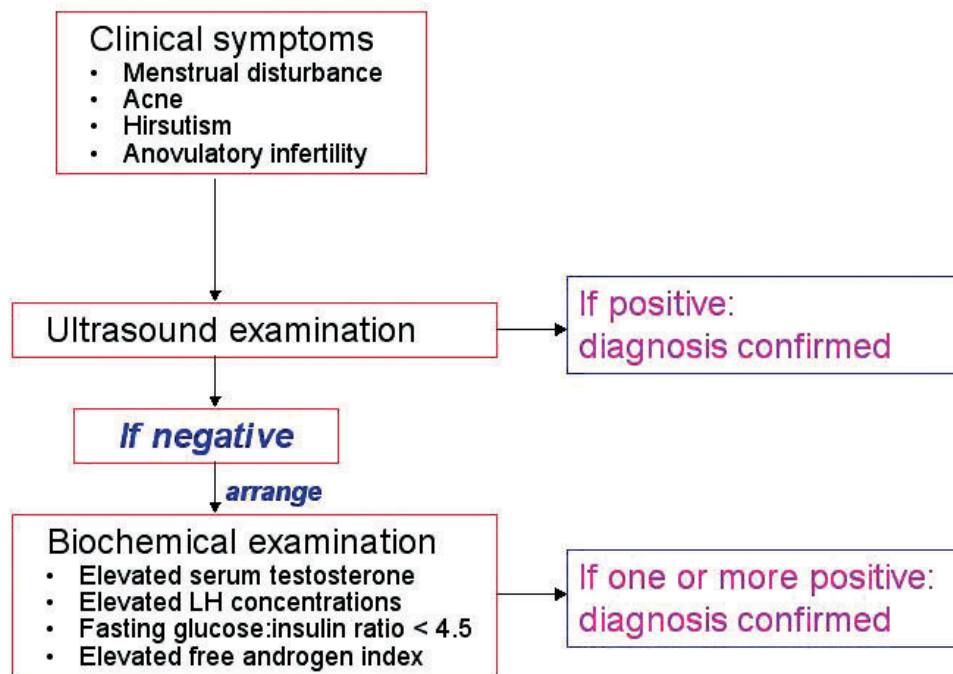 Clinical symptoms
• Menstrual disturbance
• Acne
• Hirsutism
• Anovulatory infertility
Ultrasound examination
If positive:
diagnosis confirmed
If negative
arrange
Biochemical examination
• Elevated serum testosterone
• Elevated LH concentrations
• Fasting glucose:insulin ratio < 4.5
• Elevated free androgen index
If one or more positive:
diagnosis confirmed